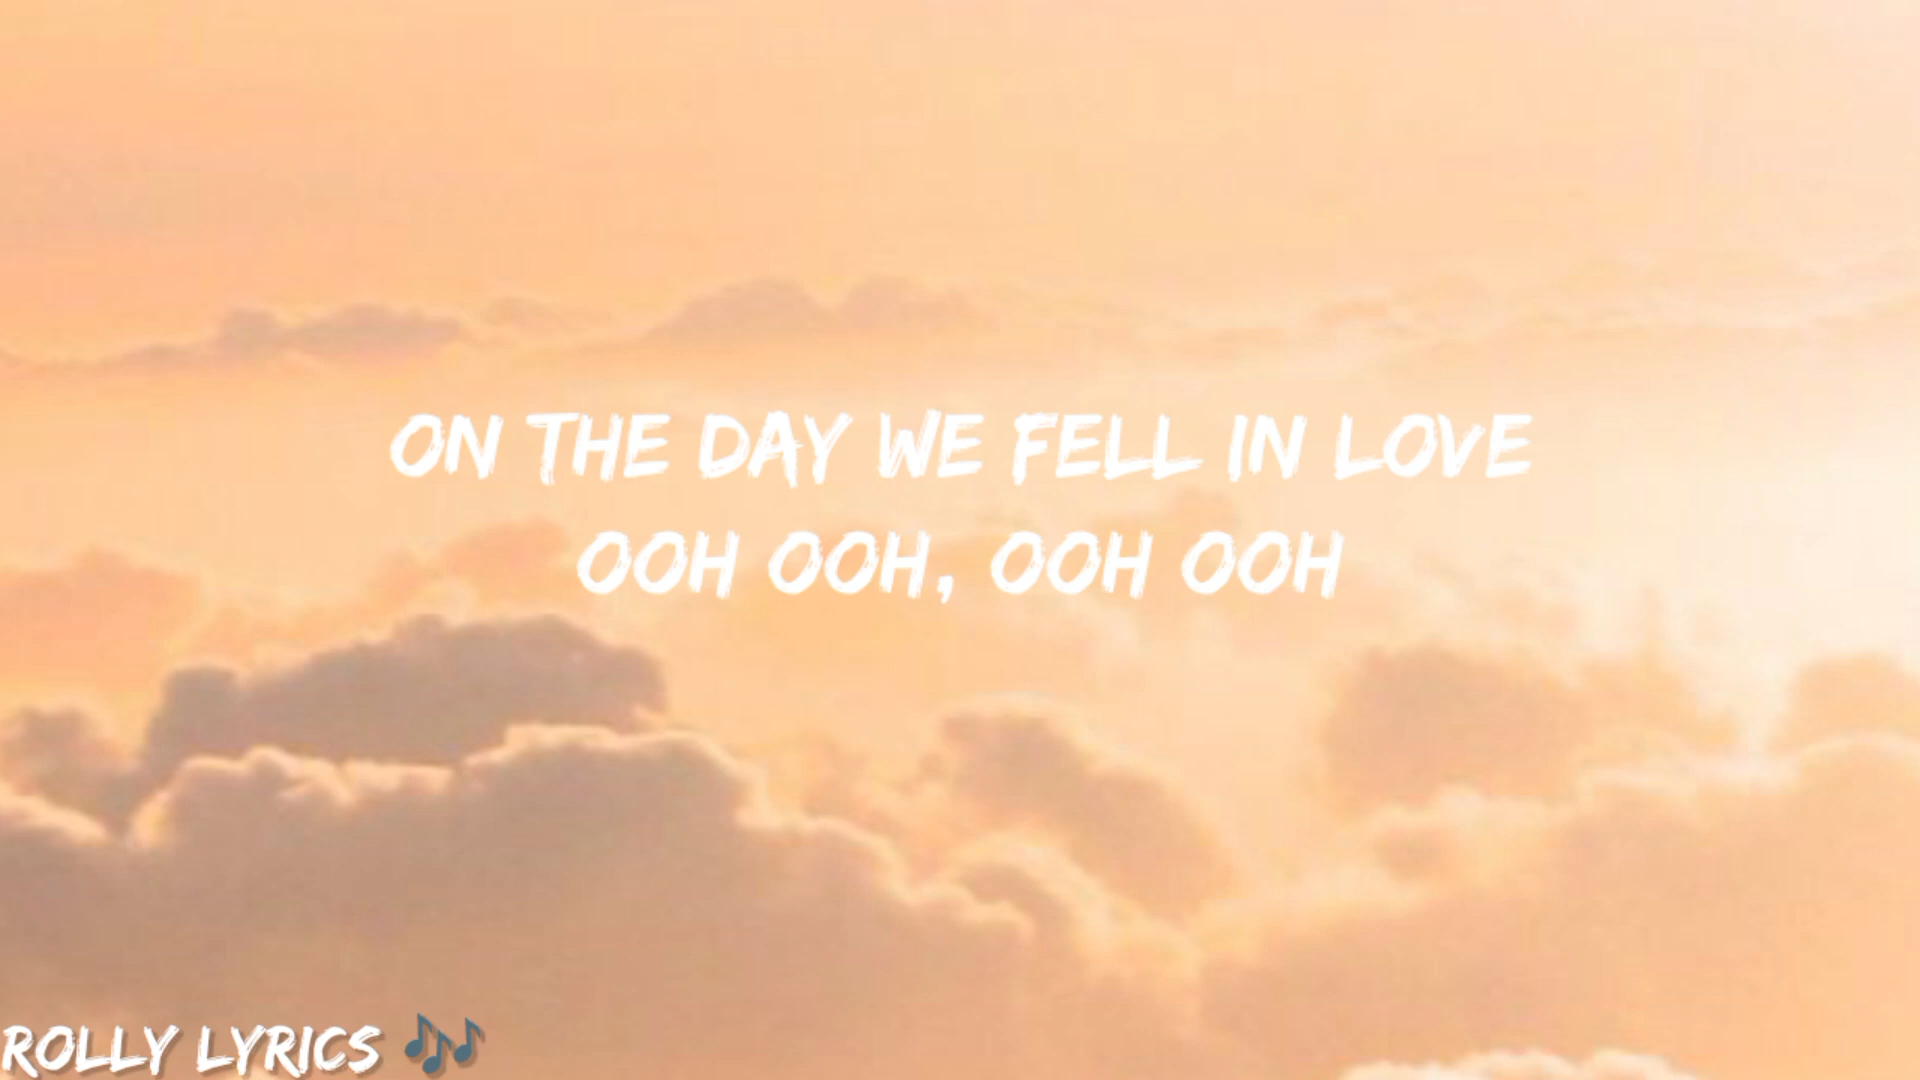 ON THE DAY WE FELL IN LOVE
OOH OOH, OOH OOH
ROLLY LYRICS 🎶